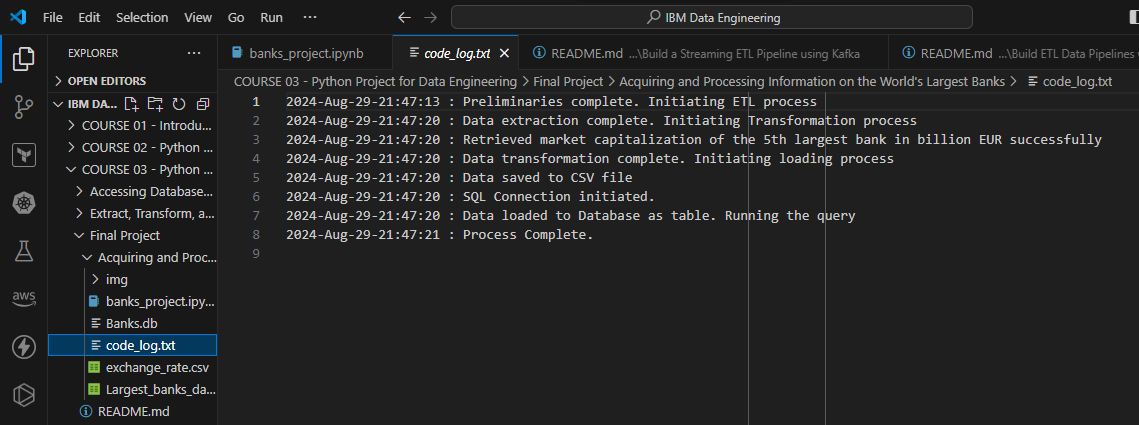 File Edit Selection View Go Run ··· IBM Data Engineering
EXPLORER ···
banks_project.ipynb code_log.txt README.md ...\Build a Streaming ETL Pipeline using Kafka README.md ...\Build ETL Data Pipelines
OPEN EDITORS
COURSE 03 - Python Project for Data Engineering > Final Project > Acquiring and Processing Information on the World's Largest Banks > code_log.txt
IBM DA...
COURSE 01 - Introdu...
COURSE 02 - Python ...
COURSE 03 - Python ...
Accessing Database...
Extract, Transform, a...
Final Project
Acquiring and Proc...
img
banks_project.ipy...
Banks.db
code_log.txt
exchange_rate.csv
Largest_banks_da...
README.md
aws
1 2024-Aug-29-21:47:13 : Preliminaries complete. Initiating ETL process
2 2024-Aug-29-21:47:20 : Data extraction complete. Initiating Transformation process
3 2024-Aug-29-21:47:20 : Retrieved market capitalization of the 5th largest bank in billion EUR successfully
4 2024-Aug-29-21:47:20 : Data transformation complete. Initiating loading process
5 2024-Aug-29-21:47:20 : Data saved to CSV file
6 2024-Aug-29-21:47:20 : SQL Connection initiated.
7 2024-Aug-29-21:47:20 : Data loaded to Database as table. Running the query
8 2024-Aug-29-21:47:21 : Process Complete.
9